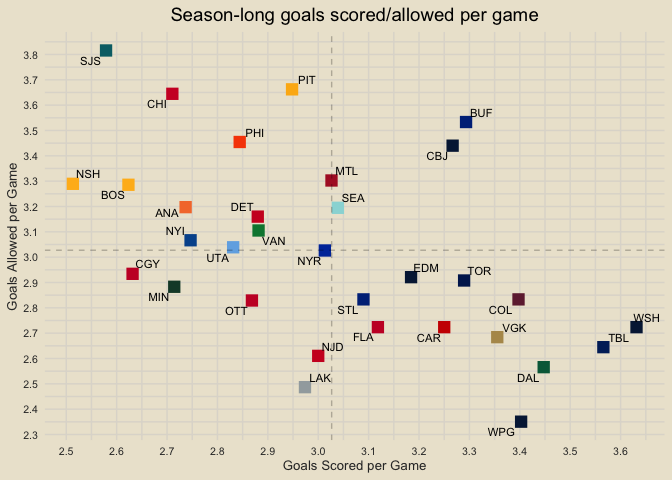 Season-long goals scored/allowed per game
Goals Allowed per Game
3.8
3.7
3.6
3.5
3.4
3.3
3.2
3.1
3.0
2.9
2.8
2.7
2.6
2.5
2.4
2.3
SJS
PIT
CHI
BUF
PHI
CBJ
MTL
NSH
BOS
SEA
ANA
DET
NYI
VAN
UTA
NYR
CGY
EDM
TOR
MIN
OTT
STL
COL
WSH
FLA
CAR
VGK
TBL
NJD
LAK
DAL
WPG
2.5 2.6 2.7 2.8 2.9 3.0 3.1 3.2 3.3 3.4 3.5 3.6
Goals Scored per Game